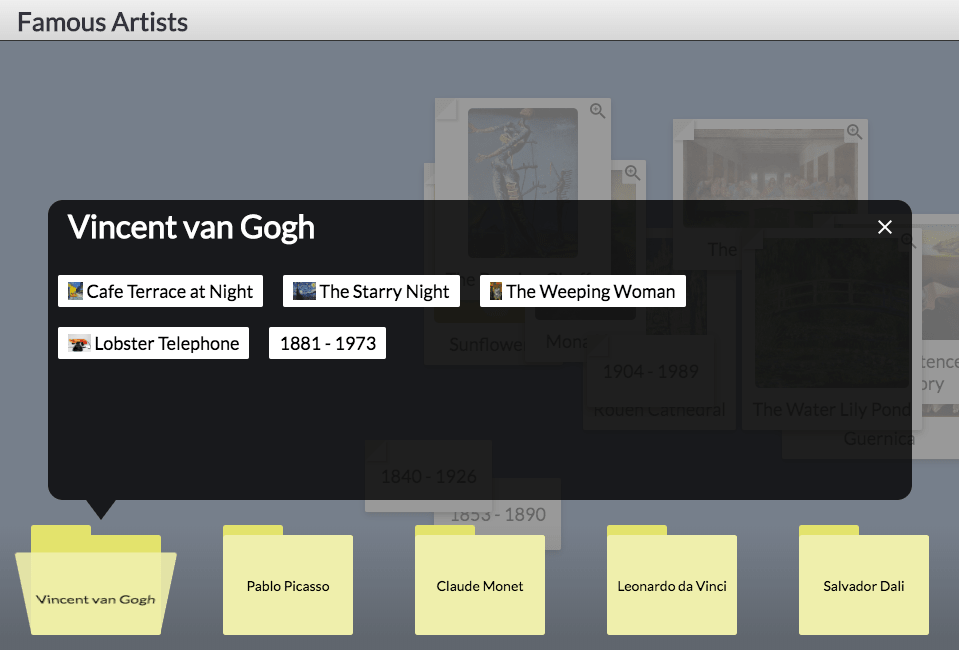 Famous Artists
The
Vincent van Gogh
Cafe Terrace at Night
The Starry Night
The Weeping Woman
Lobster Telephone
1881 - 1973
Sunflowe
Mona
1904 - 1989
Rouen Cathedral
The Water Lily Pond
Guernica
1840 - 1926
1853 - 1890
Vincent van Gogh
Pablo Picasso
Claude Monet
Leonardo da Vinci
Salvador Dali